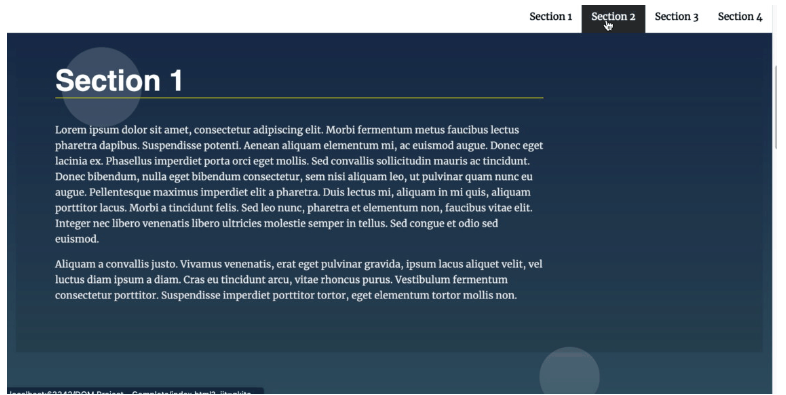 Section 1 Section 2 Section 3 Section 4
Section 1
Lorem ipsum dolor sit amet, consectetur adipiscing elit. Morbi fermentum metus faucibus lectus
pharetra dapibus. Suspendisse potenti. Aenean aliquam elementum mi, ac euismod augue. Donec eget
lacinia ex. Phasellus imperdiet porta orci eget mollis. Sed convallis sollicitudin mauris ac tincidunt.
Donec bibendum, nulla eget bibendum consectetur, sem nisi aliquam leo, ut pulvinar quam nunc eu
augue. Pellentesque maximus imperdiet elit a pharetra. Duis lectus mi, aliquam in mi quis, aliquam
porttitor lacus. Morbi a tincidunt felis. Sed leo nunc, pharetra et elementum non, faucibus vitae elit.
Integer nec libero venenatis libero ultricies molestie semper in tellus. Sed congue et odio sed
euismod.
Aliquam a convallis justo. Vivamus venenatis, erat eget pulvinar gravida, ipsum lacus aliquet velit, vel
luctus diam ipsum a diam. Cras eu tincidunt arcu, vitae rhoncus purus. Vestibulum fermentum
consectetur porttitor. Suspendisse imperdiet porttitor tortor, eget elementum tortor mollis non.